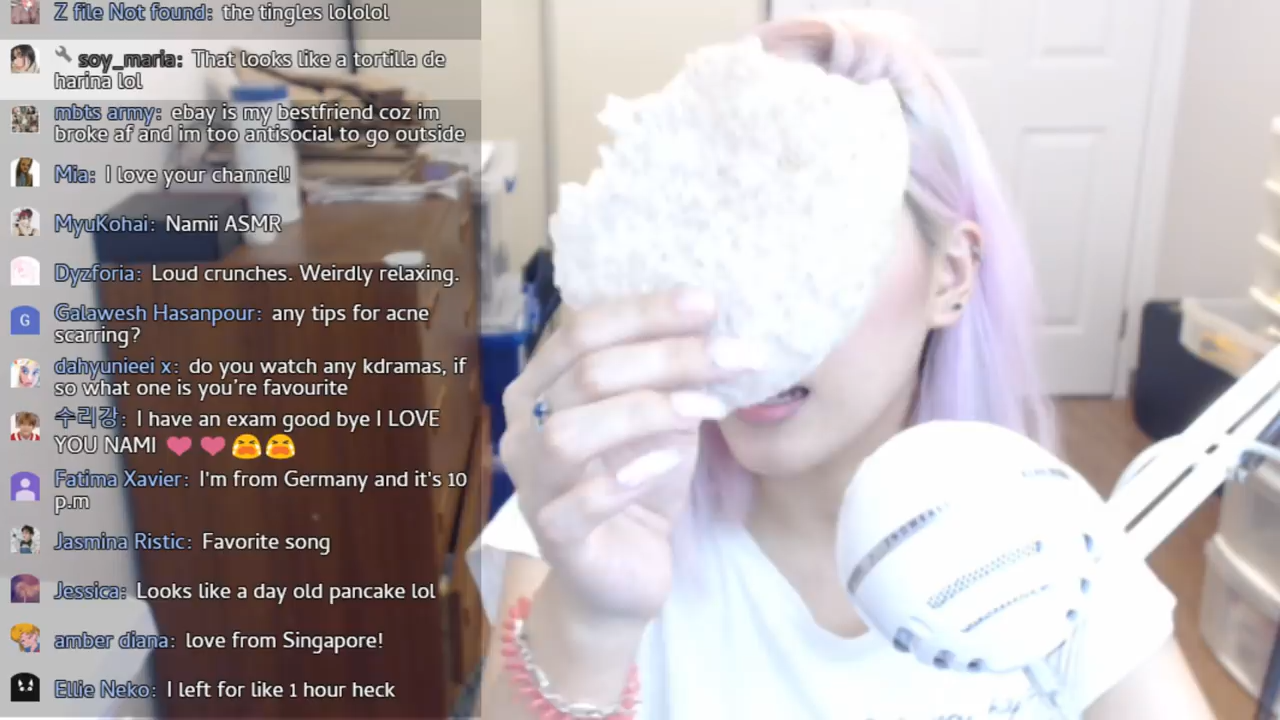 Z file Not found: the tingles lololol
soy_maria: That looks like a tortilla de
harina lol
mbts army: ebay is my bestfriend coz im
broke af and im too antisocial to go outside
Mia: I love your channel!
MyuKohai: Namii ASMR
Dyzforia: Loud crunches. Weirdly relaxing.
G
Galawesh Hasanpour: any tips for acne
scarring?
dahyunieei x: do you watch any kdramas, if
so what one is you’re favourite
수리강: I have an exam good bye I LOVE
YOU NAMI ❤️ ❤️ 😫 😫
Fatima Xavier: I'm from Germany and it's 10
p.m
Jasmina Ristic: Favorite song
Jessica: Looks like a day old pancake lol
amber diana: love from Singapore!
Ellie Neko: I left for like 1 hour heck